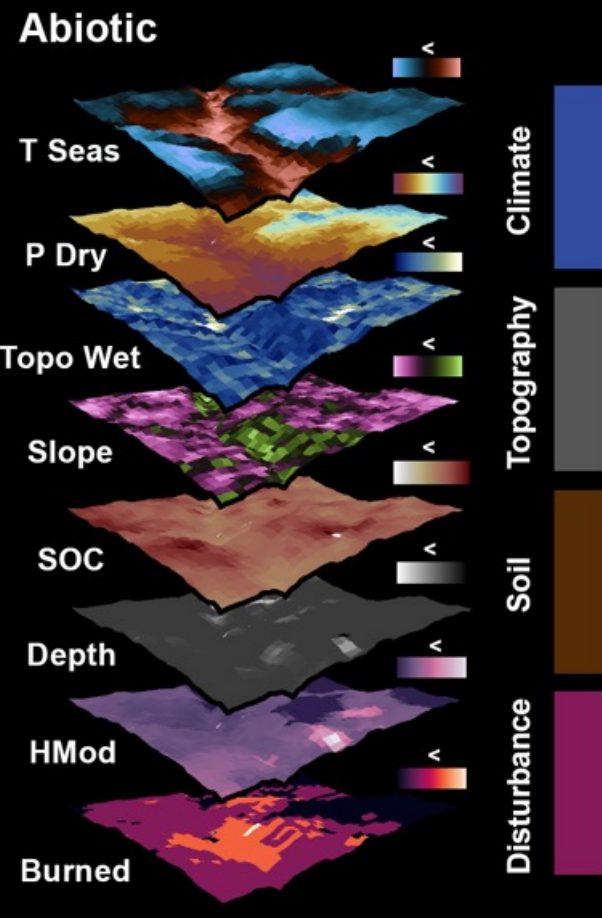 Abiotic
<
T Seas
<
P Dry
<
Topo Wet
<
Slope
<
SOC
<
Depth
<
HMod
<
Burned
Climate
Topography
Soil
Disturbance